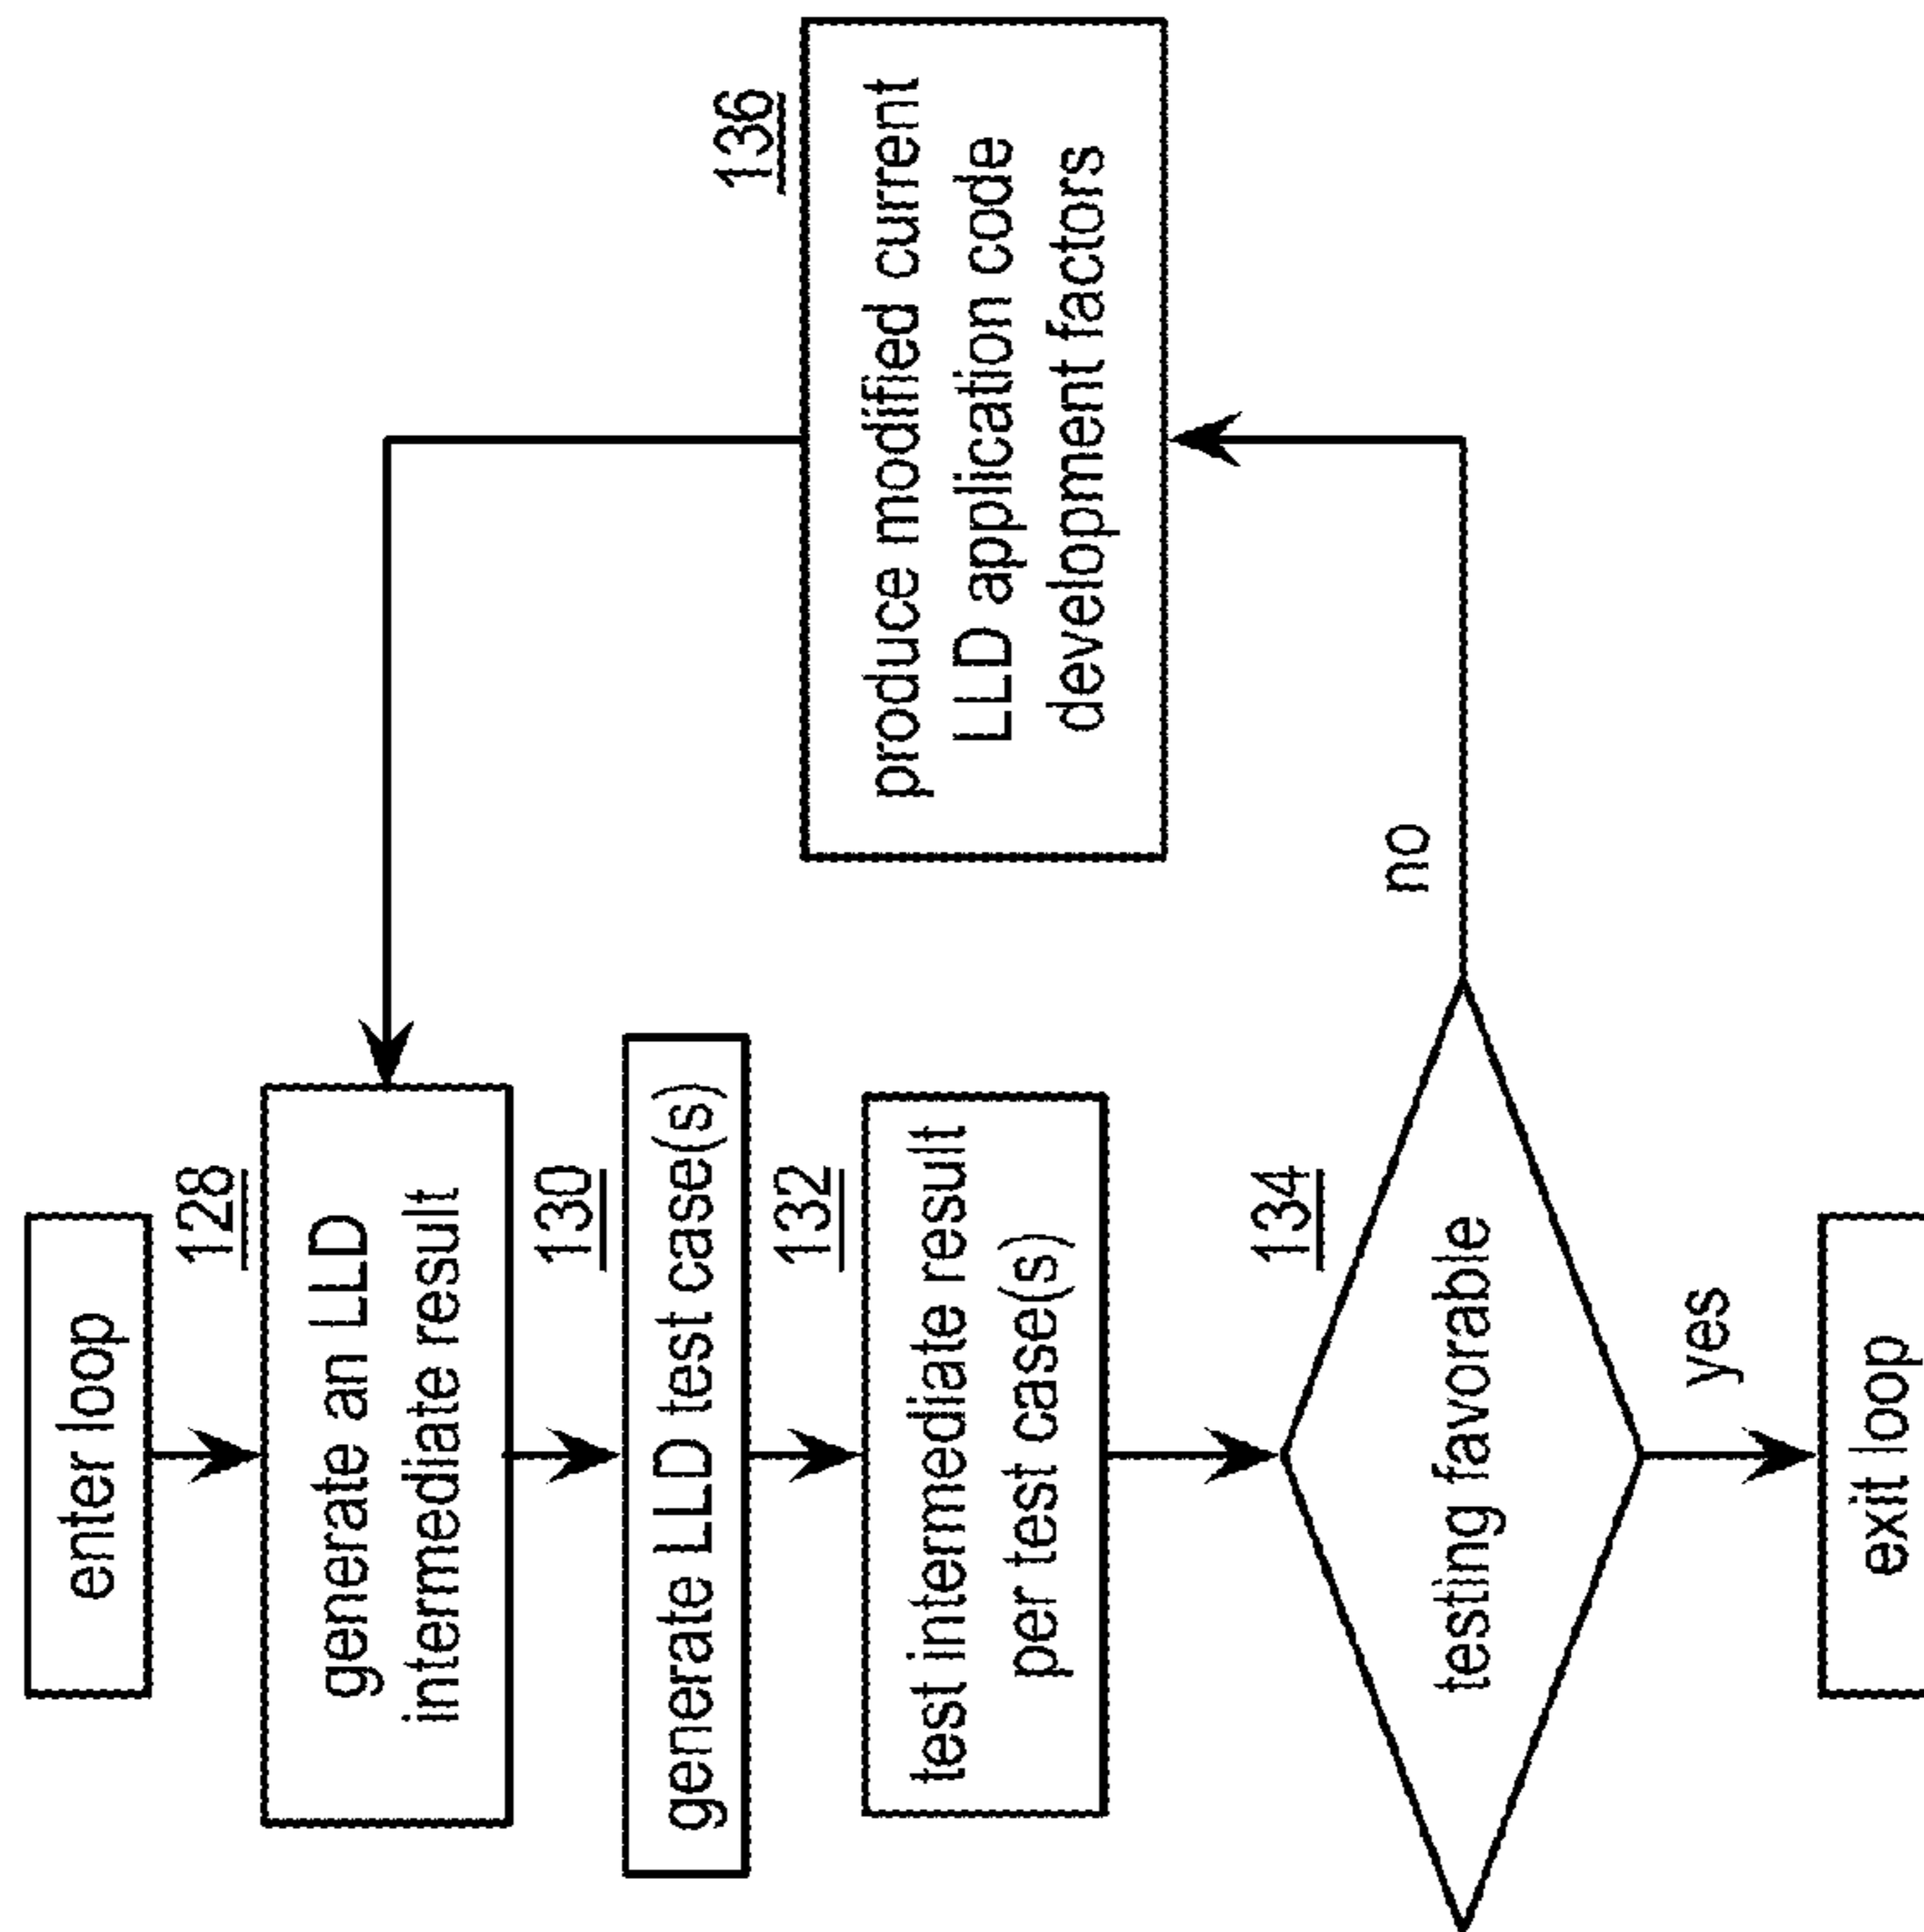 enter loop
128
generate an LLD
intermediate result
130
generate LLD test case(s)
132
test intermediate result
per test case(s)
134
testing favorable
no
yes
136
produce modified current
LLD application code
development factors
exit loop